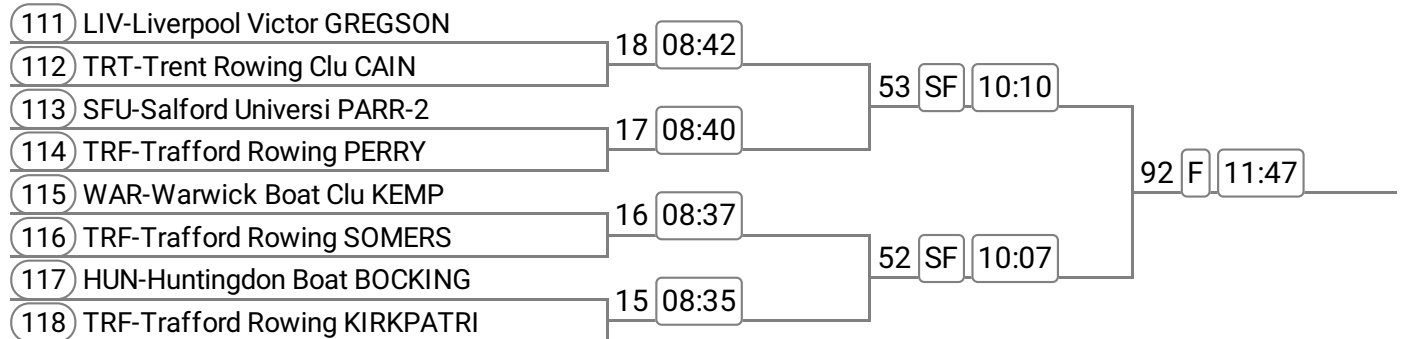 111 LIV-Liverpool Victor GREGSON
18 08:42
112 TRT-Trent Rowing Clu CAIN
53 SF 10:10
113 SFU-Salford Universi PARR-2
17 08:40
114 TRF-Trafford Rowing PERRY
92 F 11:47
115 WAR-Warwick Boat Clu KEMP
16 08:37
116 TRF-Trafford Rowing SOMERS
52 SF 10:07
117 HUN-Huntingdon Boat BOCKING
15 08:35
118 TRF-Trafford Rowing KIRKPATRI